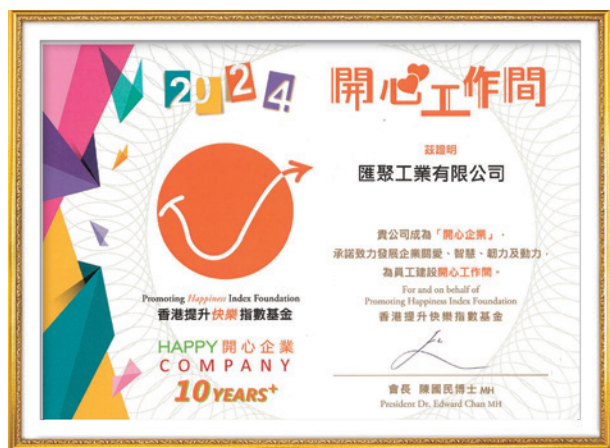 2024
開心工作間
茲證明
匯聚工業有限公司
貴公司成為「開心企業」，
承諾致力發展企業關愛、智慧、韌力及動力，
為員工建設開心工作間。
For and on behalf of
Promoting Happiness Index Foundation
香港提升快樂指數基金
會長 陳國民博士 MH
President Dr. Edward Chan MH
Promoting Happiness Index Foundation
香港提升快樂指數基金
HAPPY 開心企業
COMPANY
10 YEARS+